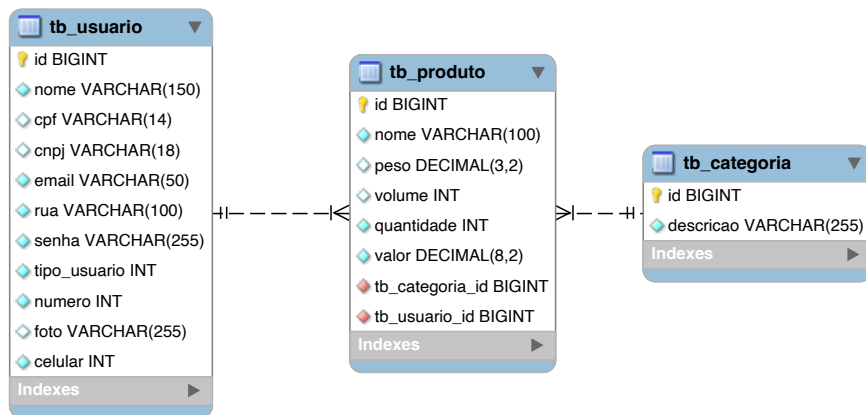 tb_usuario
id BIGINT
nome VARCHAR(150)
cpf VARCHAR(14)
cnpj VARCHAR(18)
email VARCHAR(50)
rua VARCHAR(100)
senha VARCHAR(255)
tipo_usuario INT
numero INT
foto VARCHAR(255)
celular INT
Indexes
tb_produto
id BIGINT
nome VARCHAR(100)
peso DECIMAL(3,2)
volume INT
quantidade INT
valor DECIMAL(8,2)
tb_categoria_id BIGINT
tb_usuario_id BIGINT
Indexes
tb_categoria
id BIGINT
descricao VARCHAR(255)
Indexes